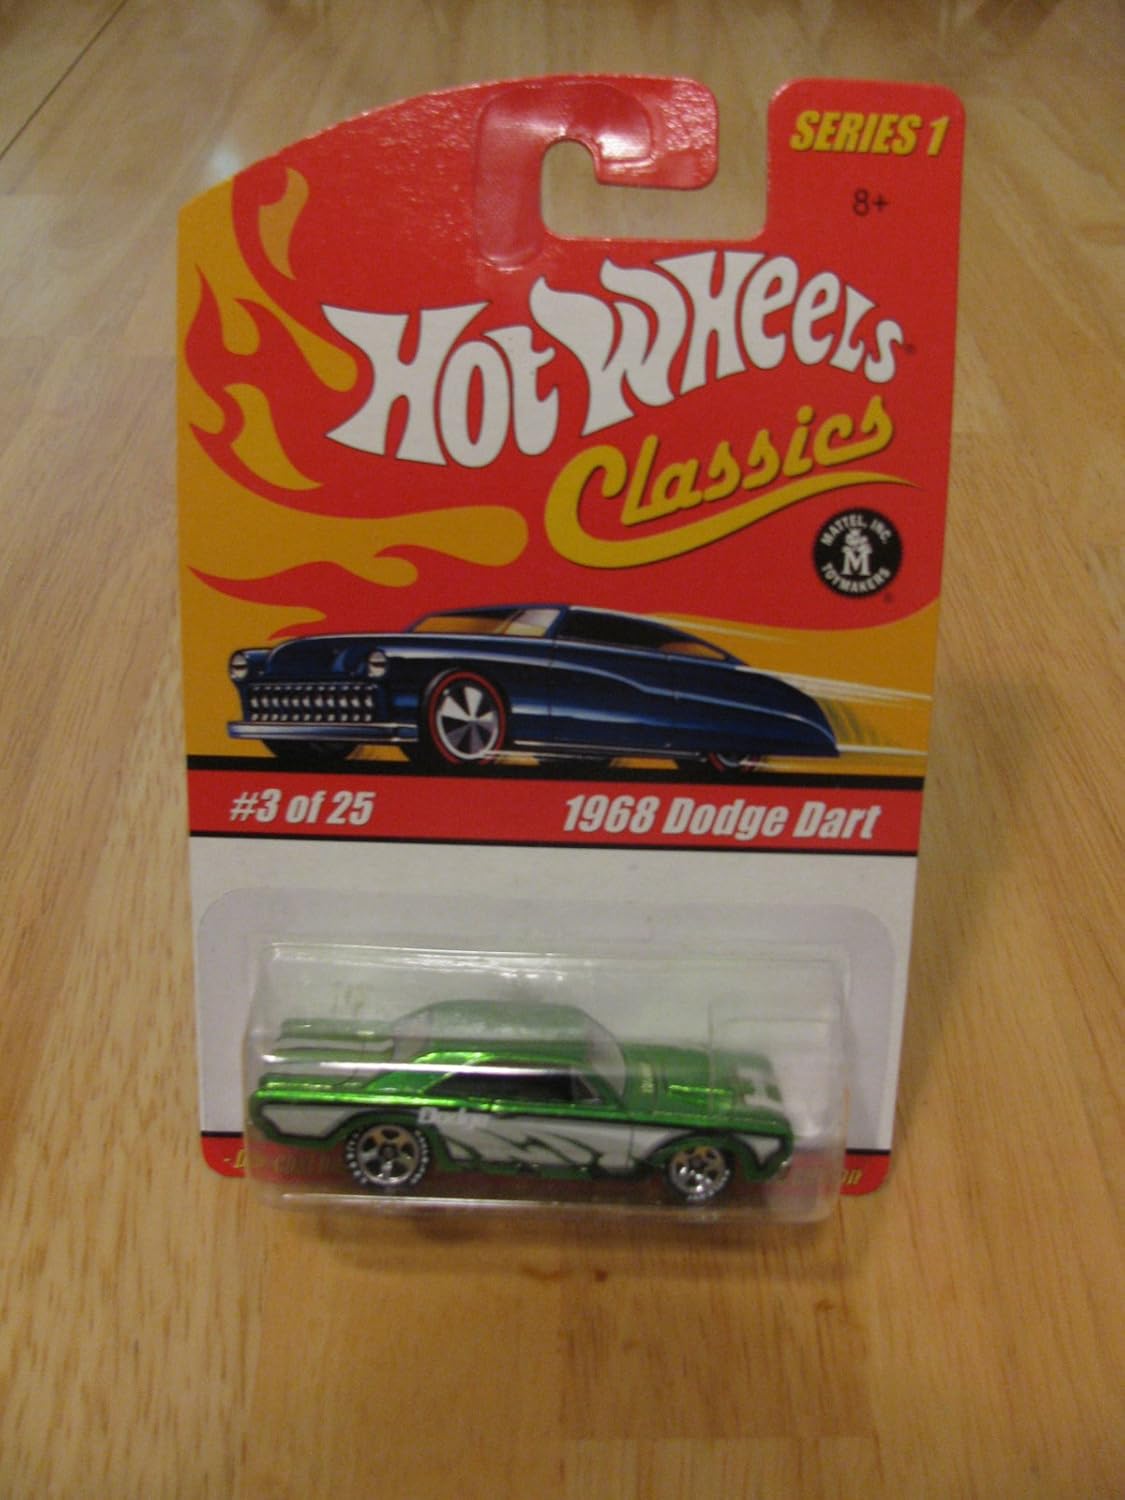 SERIES 1
8+
Hot Wheels®
Classics
MATTEL, INC.
M
TOYMAKERS
®
#3 of 25
1968 Dodge Dart
Dodge